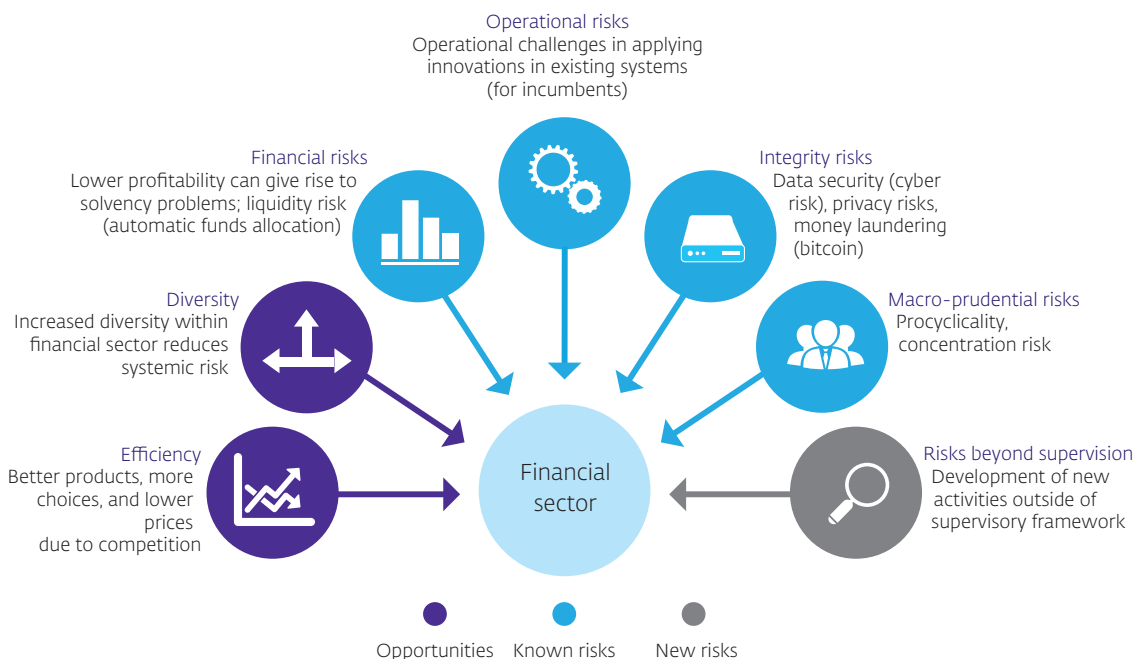 Operational risks
Operational challenges in applying
innovations in existing systems
(for incumbents)
Financial risks
Lower profitability can give rise to
solvency problems; liquidity risk
(automatic funds allocation)
Integrity risks
Data security (cyber
risk), privacy risks,
money laundering
(bitcoin)
Diversity
Increased diversity within
financial sector reduces
systemic risk
Macro-prudential risks
Procyclicality,
concentration risk
Efficiency
Better products, more
choices, and lower
prices
due to competition
Financial
sector
Risks beyond supervision
Development of new
activities outside of
supervisory framework
Opportunities
Known risks
New risks